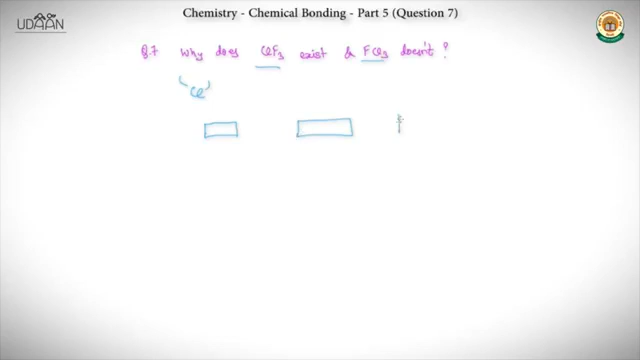 UDAAN
Chemistry - Chemical Bonding - Part 5 (Question 7)
Q.7 Why does ClF3 exist & FCl3 doesn't?
Cl